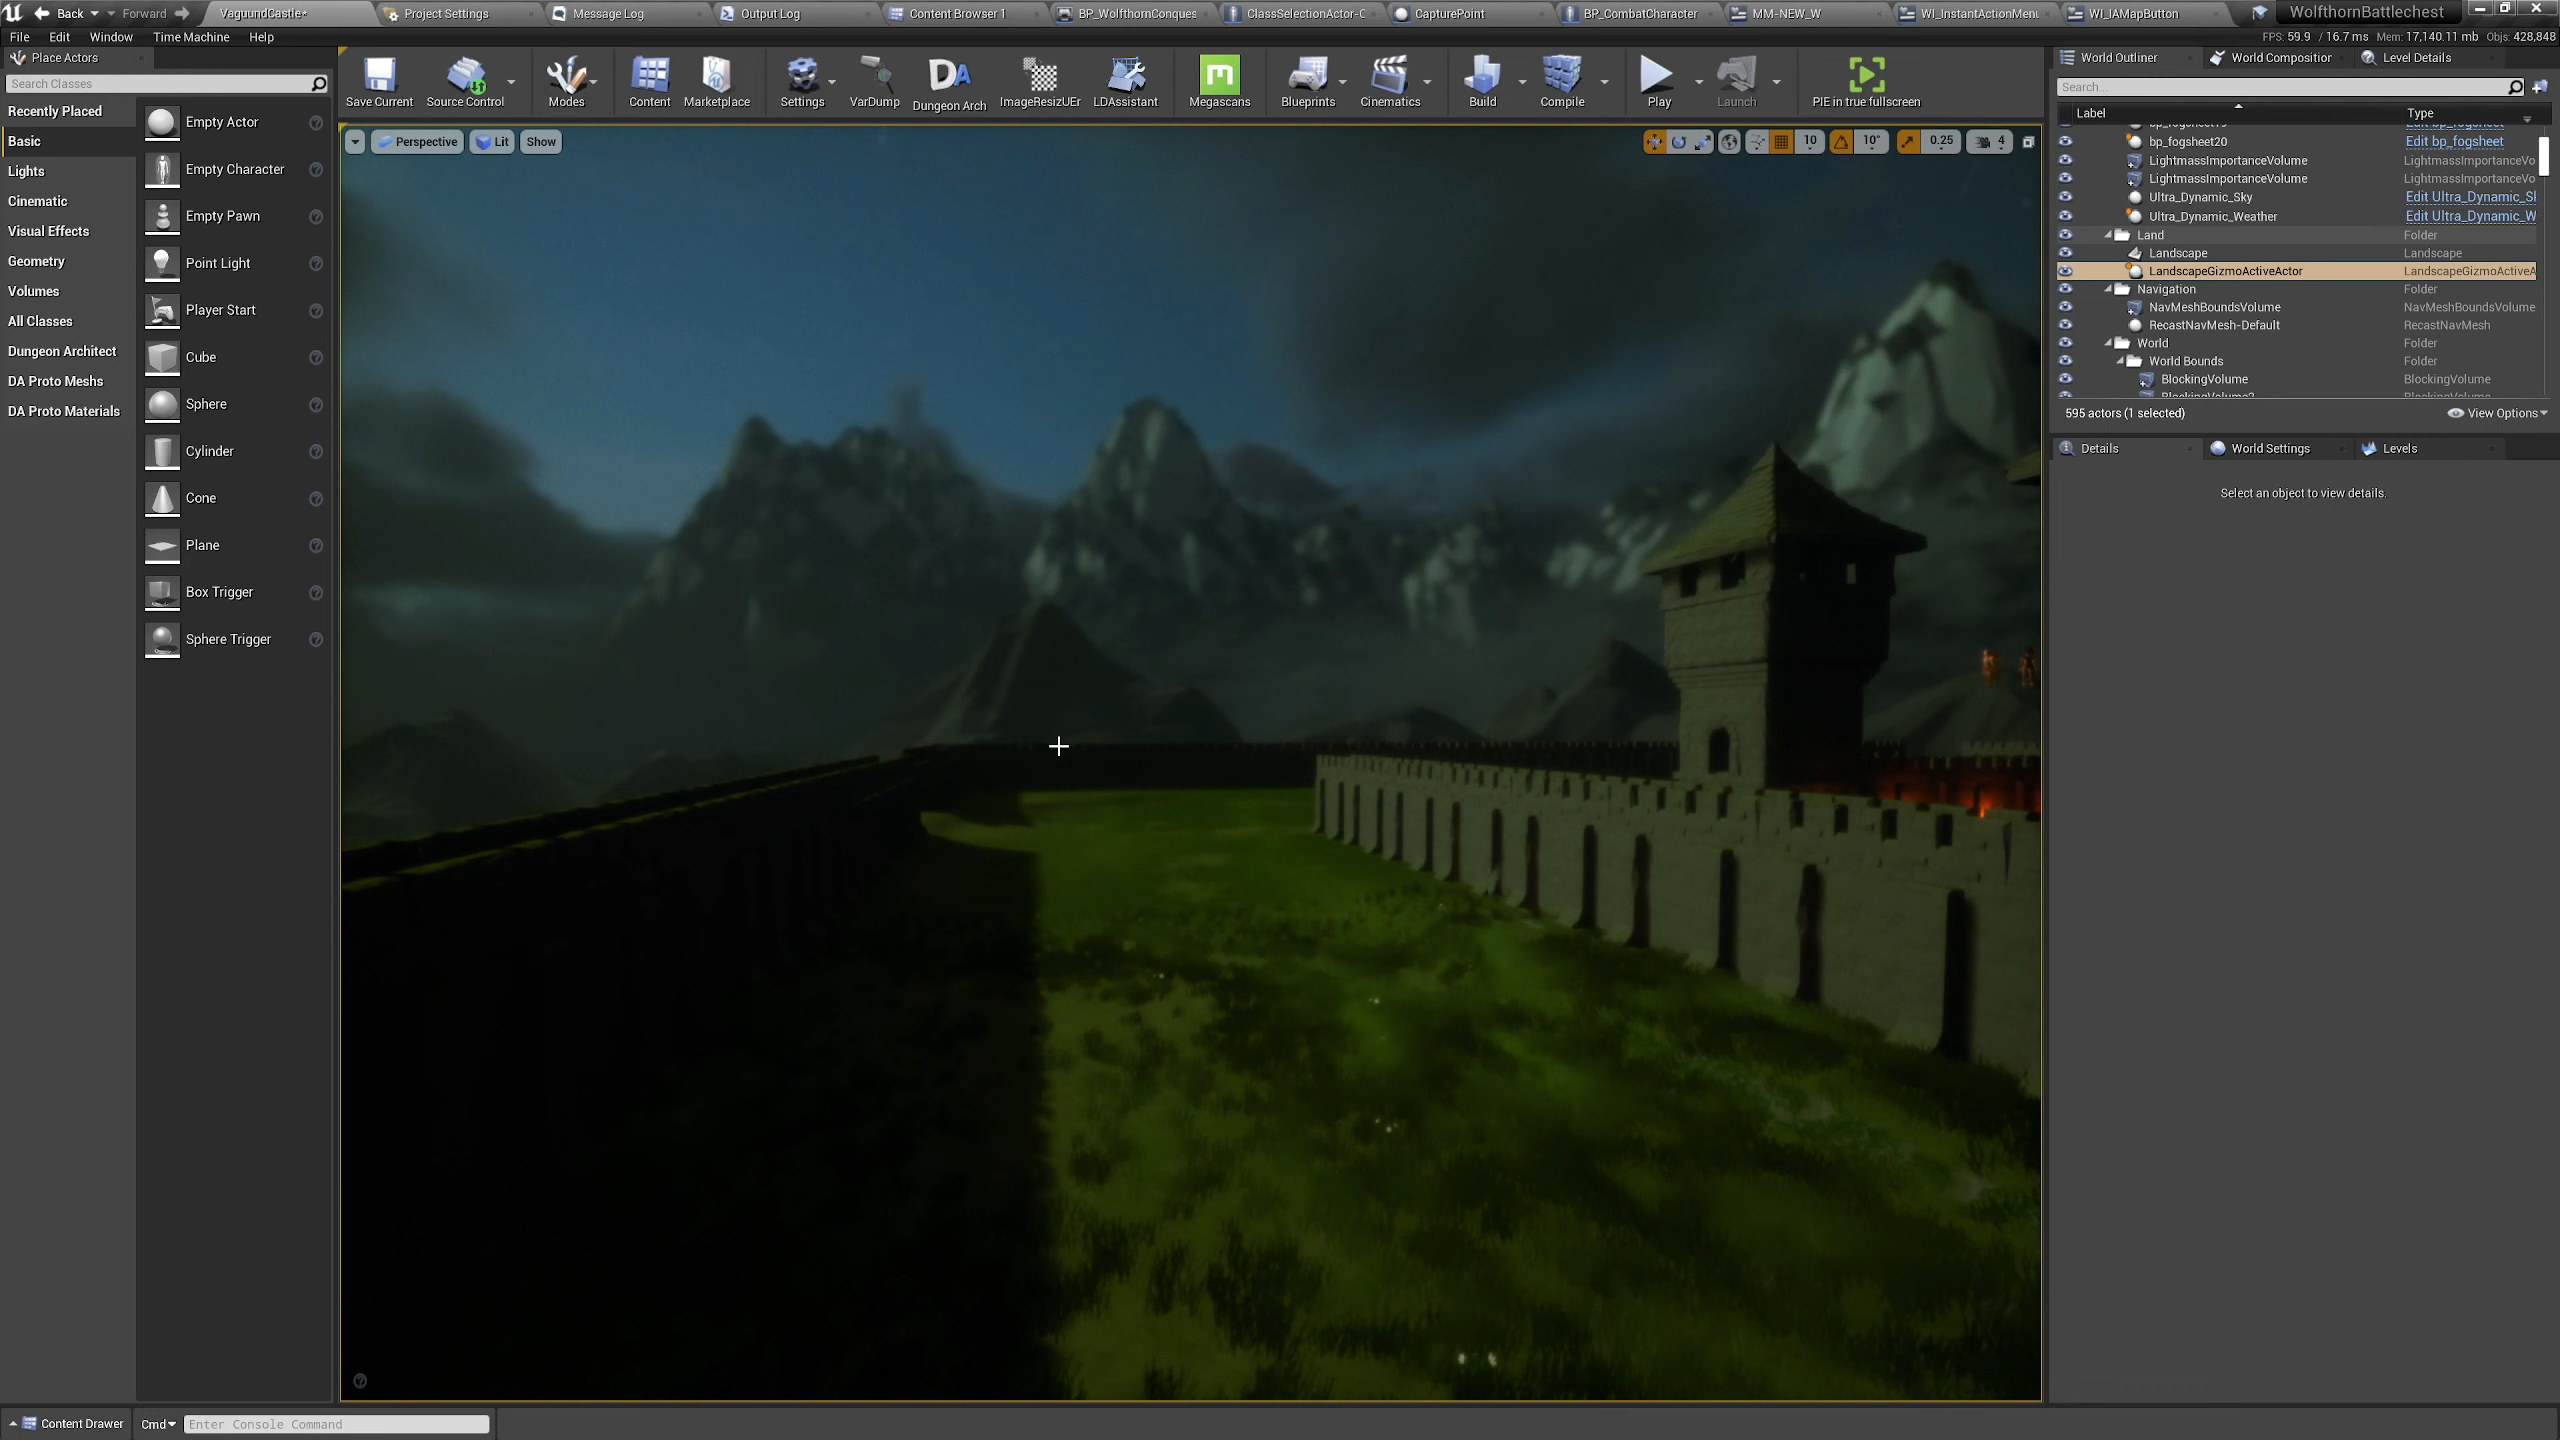 Back
Forward
VaguundCastle*
Project Settings
Message Log
Output Log
Content Browser 1
BP_WolfthornConques
ClassSelectionActor-C
CapturePoint
BP_CombatCharacter
MM-NEW_W
WI_InstantActionMenu
WI_IAMapButton
WolfthornBattlechest
File
Edit
Window
Time Machine
Help
FPS: 59.9 / 16.7 ms Mem: 17,140.11 mb Objs: 428,848
Place Actors
Search Classes
Recently Placed
Basic
Lights
Cinematic
Visual Effects
Geometry
Volumes
All Classes
Dungeon Architect
DA Proto Meshs
DA Proto Materials
Empty Actor
Empty Character
Empty Pawn
Point Light
Player Start
Cube
Sphere
Cylinder
Cone
Plane
Box Trigger
Sphere Trigger
Save Current
Source Control
Modes
Content
Marketplace
Settings
VarDump
DA
Dungeon Arch
ImageResizUEr
LDAssistant
Megascans
Blueprints
Cinematics
Build
Compile
Play
Launch
PIE in true fullscreen
Perspective
Lit
Show
10
10°
0.25
4
World Outliner
World Composition
Level Details
Search...
Label
Type
bp_fogsheet20
Edit bp_fogsheet
LightmassImportanceVolume
LightmassImportanceVo
LightmassImportanceVolume
LightmassImportanceVo
Ultra_Dynamic_Sky
Edit Ultra_Dynamic_Sk
Ultra_Dynamic_Weather
Edit Ultra_Dynamic_W
Land
Folder
Landscape
Landscape
LandscapeGizmoActiveActor
LandscapeGizmoActiveA
Navigation
Folder
NavMeshBoundsVolume
NavMeshBoundsVolume
RecastNavMesh-Default
RecastNavMesh
World
Folder
World Bounds
Folder
BlockingVolume
BlockingVolume
595 actors (1 selected)
View Options
Details
World Settings
Levels
Select an object to view details.
Content Drawer
Cmd
Enter Console Command